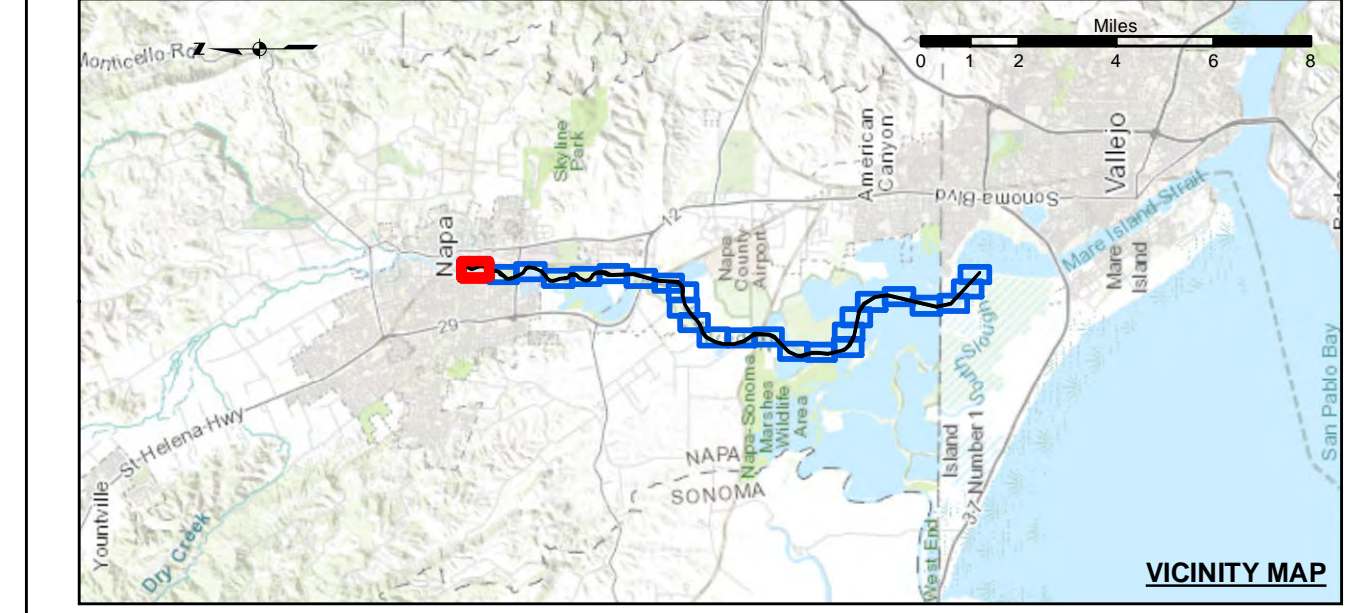 Miles
0 1 2 4 6 8
Monticello Rd
Z
Skyline
Park
American
Canyon
Vallejo
Sonoma-Blvd
Mare Island Strait
Mare
Island
Napa
12
Napa
County
Airport
29
South Slough
St-Helena-Hwy
Napa-Sonoma
Marshes
Wildlife
Area
NAPA
SONOMA
Island
Number 1
37
San Pablo Bay
Yountville
Dry Creek
West End
VICINITY MAP